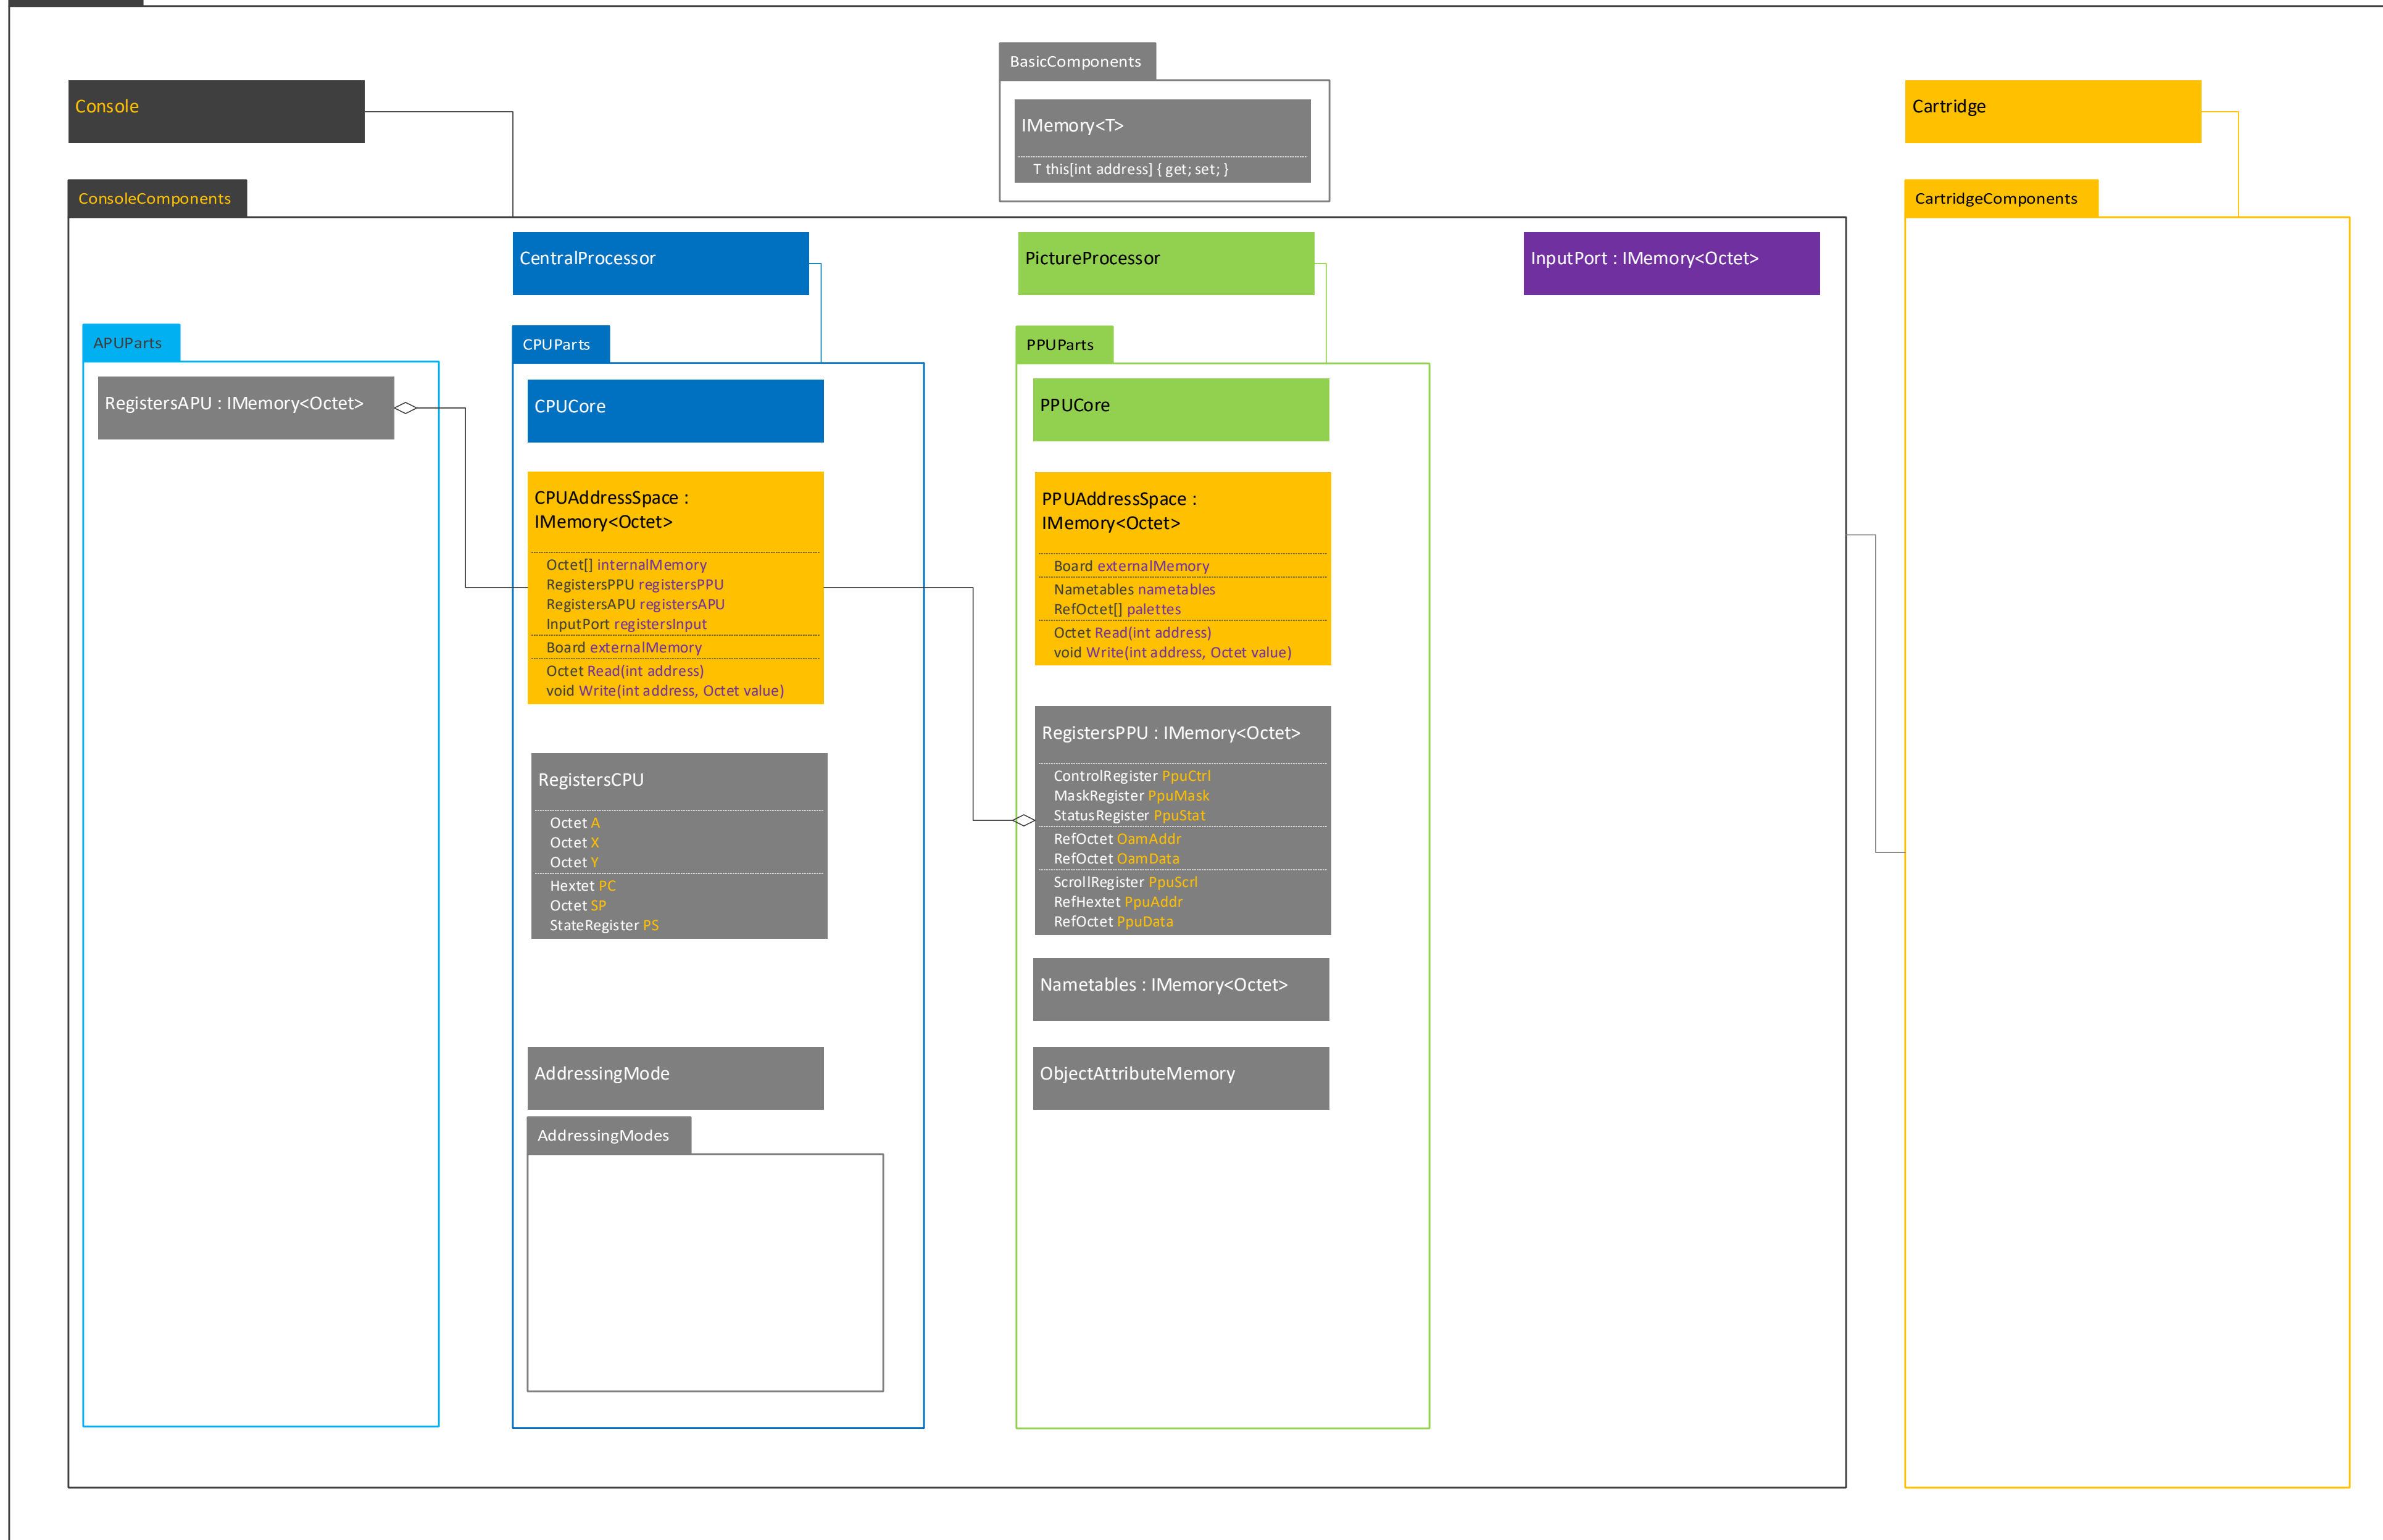 BasicComponents
IMemory<T>
T this[int address] { get; set; }
Console
ConsoleComponents
Cartridge
CartridgeComponents
CentralProcessor
PictureProcessor
InputPort : IMemory<Octet>
APUParts
RegistersAPU : IMemory<Octet>
CPUParts
CPUCore
CPUAddressSpace :
IMemory<Octet>
Octet[] internalMemory
RegistersPPU registersPPU
RegistersAPU registersAPU
InputPort registersInput
Board externalMemory
Octet Read(int address)
void Write(int address, Octet value)
RegistersCPU
Octet A
Octet X
Octet Y
Hextet PC
Octet SP
StateRegister PS
AddressingMode
AddressingModes
PPUParts
PPUCore
PPUAddressSpace :
IMemory<Octet>
Board externalMemory
Nametables nametables
RefOctet[] palettes
Octet Read(int address)
void Write(int address, Octet value)
RegistersPPU : IMemory<Octet>
ControlRegister PpuCtrl
MaskRegister PpuMask
StatusRegister PpuStat
RefOctet OamAddr
RefOctet OamData
ScrollRegister PpuScrl
RefHextet PpuAddr
RefOctet PpuData
Nametables : IMemory<Octet>
ObjectAttributeMemory